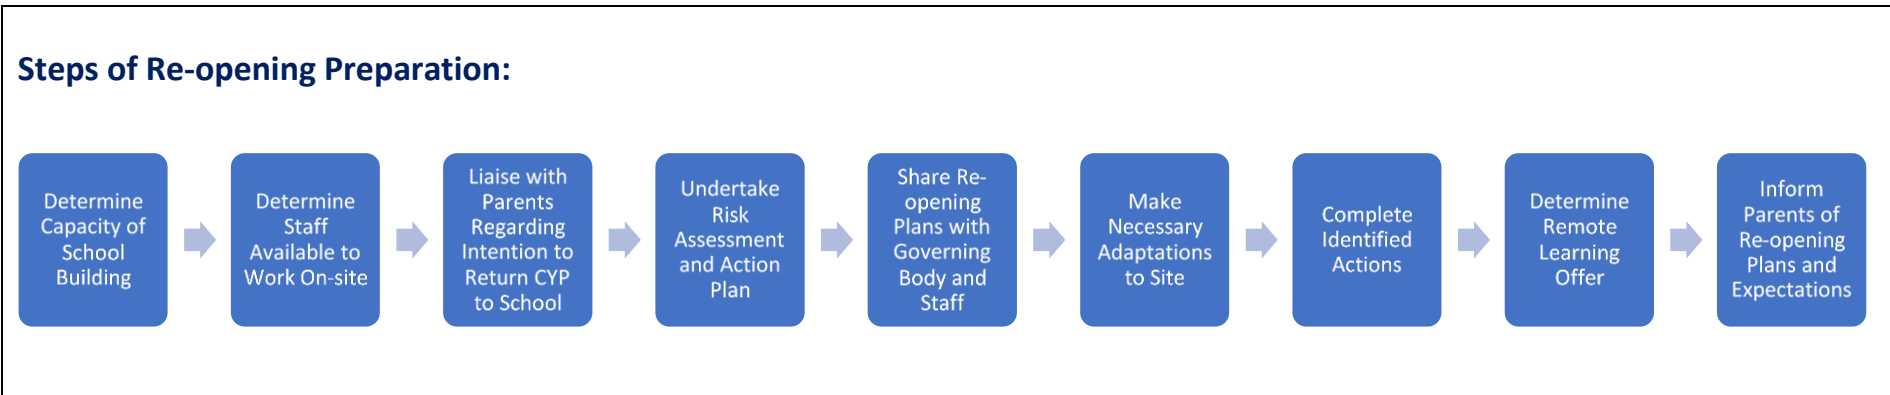 Steps of Re-opening Preparation:
Determine
Capacity of
School
Building
Determine
Staff
Available to
Work On-site
Liaise with
Parents
Regarding
Intention to
Return CYP
to School
Undertake
Risk
Assessment
and Action
Plan
Share Re-
opening
Plans with
Governing
Body and
Staff
Make
Necessary
Adaptations
to Site
Complete
Identified
Actions
Determine
Remote
Learning
Offer
Inform
Parents of
Re-opening
Plans and
Expectations